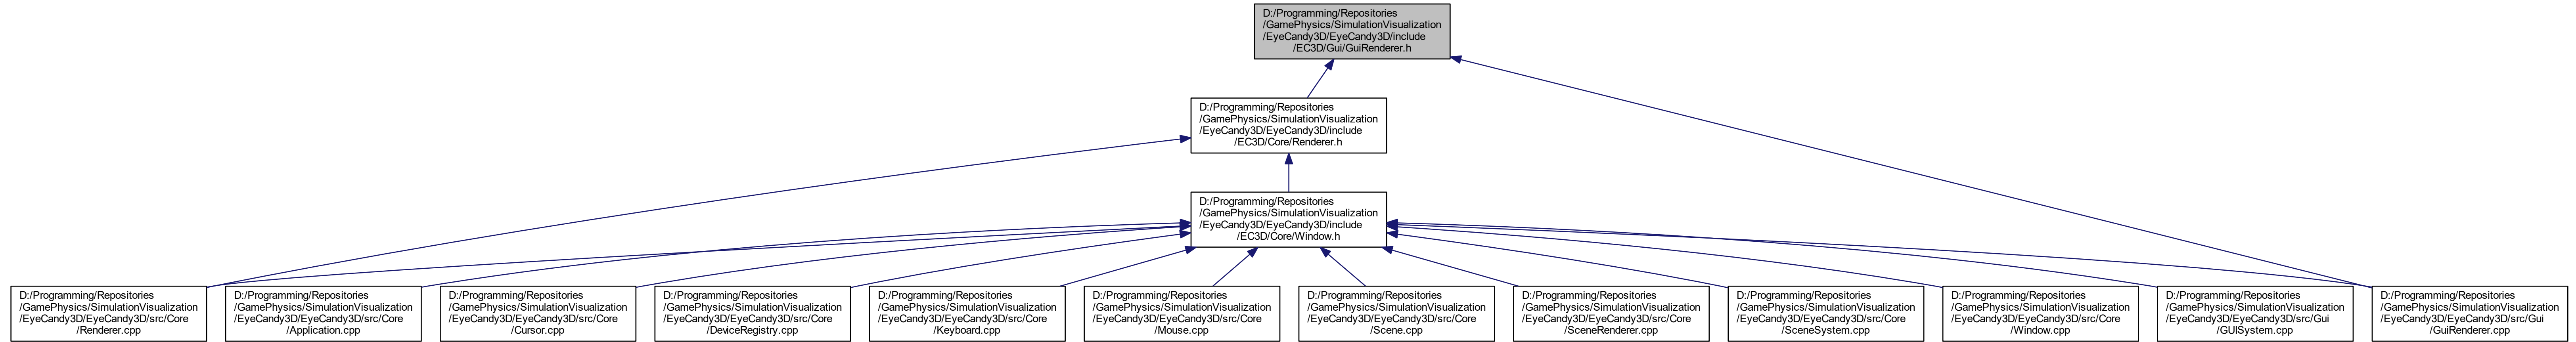 D:/Programming/Repositories
/GamePhysics/SimulationVisualization
/EyeCandy3D/EyeCandy3D/include
/EC3D/Gui/GuiRenderer.h
D:/Programming/Repositories
/GamePhysics/SimulationVisualization
/EyeCandy3D/EyeCandy3D/include
/EC3D/Core/Renderer.h
D:/Programming/Repositories
/GamePhysics/SimulationVisualization
/EyeCandy3D/EyeCandy3D/include
/EC3D/Core/Window.h
D:/Programming/Repositories
/GamePhysics/SimulationVisualization
/EyeCandy3D/EyeCandy3D/src/Core
/Renderer.cpp
D:/Programming/Repositories
/GamePhysics/SimulationVisualization
/EyeCandy3D/EyeCandy3D/src/Core
/Application.cpp
D:/Programming/Repositories
/GamePhysics/SimulationVisualization
/EyeCandy3D/EyeCandy3D/src/Core
/Cursor.cpp
D:/Programming/Repositories
/GamePhysics/SimulationVisualization
/EyeCandy3D/EyeCandy3D/src/Core
/DeviceRegistry.cpp
D:/Programming/Repositories
/GamePhysics/SimulationVisualization
/EyeCandy3D/EyeCandy3D/src/Core
/Keyboard.cpp
D:/Programming/Repositories
/GamePhysics/SimulationVisualization
/EyeCandy3D/EyeCandy3D/src/Core
/Mouse.cpp
D:/Programming/Repositories
/GamePhysics/SimulationVisualization
/EyeCandy3D/EyeCandy3D/src/Core
/Scene.cpp
D:/Programming/Repositories
/GamePhysics/SimulationVisualization
/EyeCandy3D/EyeCandy3D/src/Core
/SceneRenderer.cpp
D:/Programming/Repositories
/GamePhysics/SimulationVisualization
/EyeCandy3D/EyeCandy3D/src/Core
/SceneSystem.cpp
D:/Programming/Repositories
/GamePhysics/SimulationVisualization
/EyeCandy3D/EyeCandy3D/src/Core
/Window.cpp
D:/Programming/Repositories
/GamePhysics/SimulationVisualization
/EyeCandy3D/EyeCandy3D/src/Gui
/GUISystem.cpp
D:/Programming/Repositories
/GamePhysics/SimulationVisualization
/EyeCandy3D/EyeCandy3D/src/Gui
/GuiRenderer.cpp